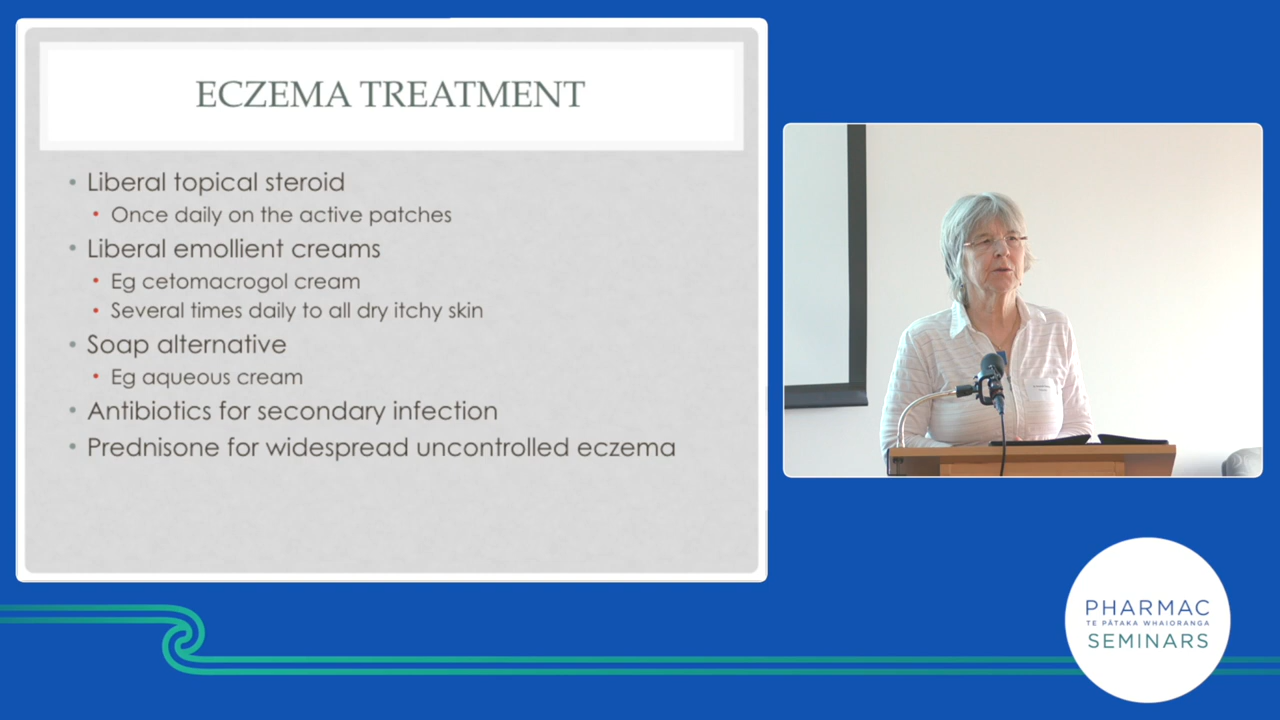 ECZEMA TREATMENT
• Liberal topical steroid
• Once daily on the active patches
• Liberal emollient creams
• Eg cetomacrogol cream
• Several times daily to all dry itchy skin
• Soap alternative
• Eg aqueous cream
• Antibiotics for secondary infection
• Prednisone for widespread uncontrolled eczema
PHARMAC
TE PĀTAKA WHAIORANGA
SEMINARS